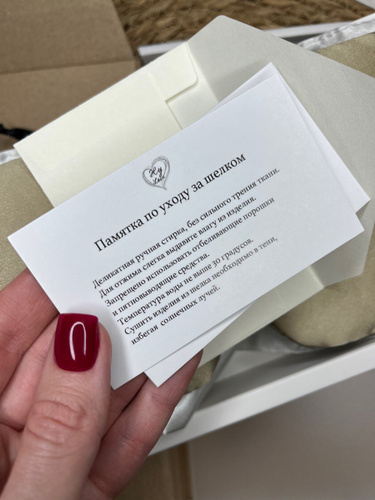 Памятка по уходу за шелком
Деликатная ручная стирка, без сильного трения ткани.
Для отжима слегка выдавите влагу из изделия.
Запрещено использовать отбеливающие порошки
и пятновыводящие средства.
Температура воды не выше 30 градусов.
Сушить изделия из шелка необходимо в тени,
избегая солнечных лучей.